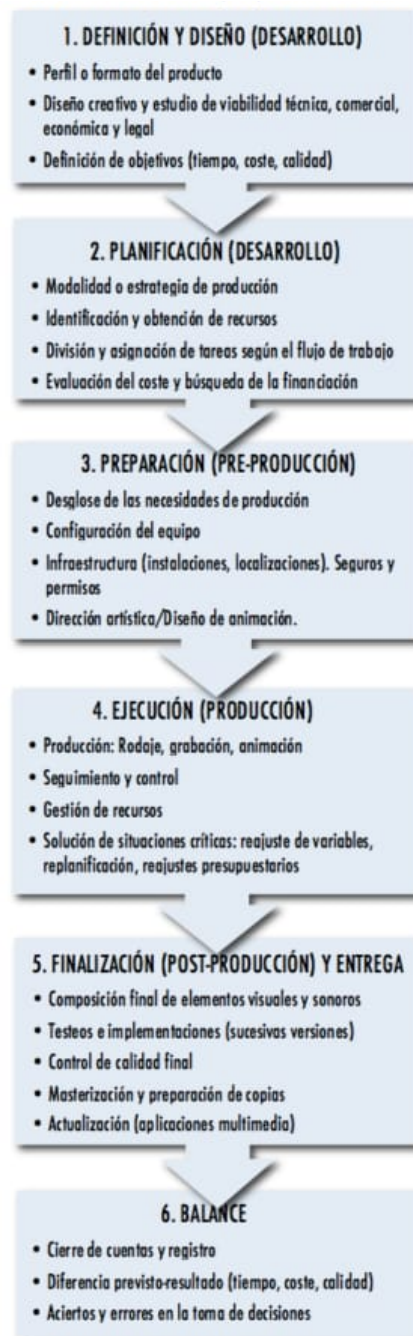 1. DEFINICIÓN Y DISEÑO (DESARROLLO)
• Perfil o formato del producto
• Diseño creativo y estudio de viabilidad técnica, comercial,
económica y legal
• Definición de objetivos (tiempo, coste, calidad)
2. PLANIFICACIÓN (DESARROLLO)
• Modalidad o estrategia de producción
• Identificación y obtención de recursos
• División y asignación de tareas según el flujo de trabajo
• Evaluación del coste y búsqueda de la financiación
3. PREPARACIÓN (PRE-PRODUCCIÓN)
• Desglose de las necesidades de producción
• Configuración del equipo
• Infraestructura (instalaciones, localizaciones). Seguros y
permisos
• Dirección artística/Diseño de animación.
4. EJECUCIÓN (PRODUCCIÓN)
• Producción: Rodaje, grabación, animación
• Seguimiento y control
• Gestión de recursos
• Solución de situaciones críticas: reajuste de variables,
replanificación, reajustes presupuestarios
5. FINALIZACIÓN (POST-PRODUCCIÓN) Y ENTREGA
• Composición final de elementos visuales y sonoros
• Testeos e implementaciones (sucesivas versiones)
• Control de calidad final
• Masterización y preparación de copias
• Actualización (aplicaciones multimedia)
6. BALANCE
• Cierre de cuentas y registro
• Diferencia previsto-resultado (tiempo, coste, calidad)
• Aciertos y errores en la toma de decisiones